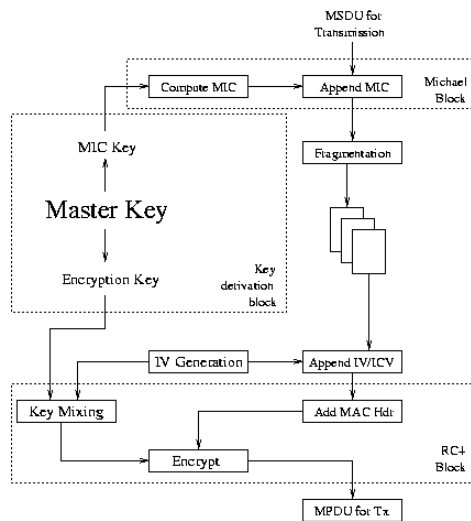 MSDU for
Transmission
Compute MIC
Append MIC
Michael
Block
MIC Key
Fragmentation
Master Key
Encryption Key
Key
derivation
block
IV Generation
Append IV/ICV
Key Mixing
Add MAC Hdr
Encrypt
RC4
Block
MPDU for Tx